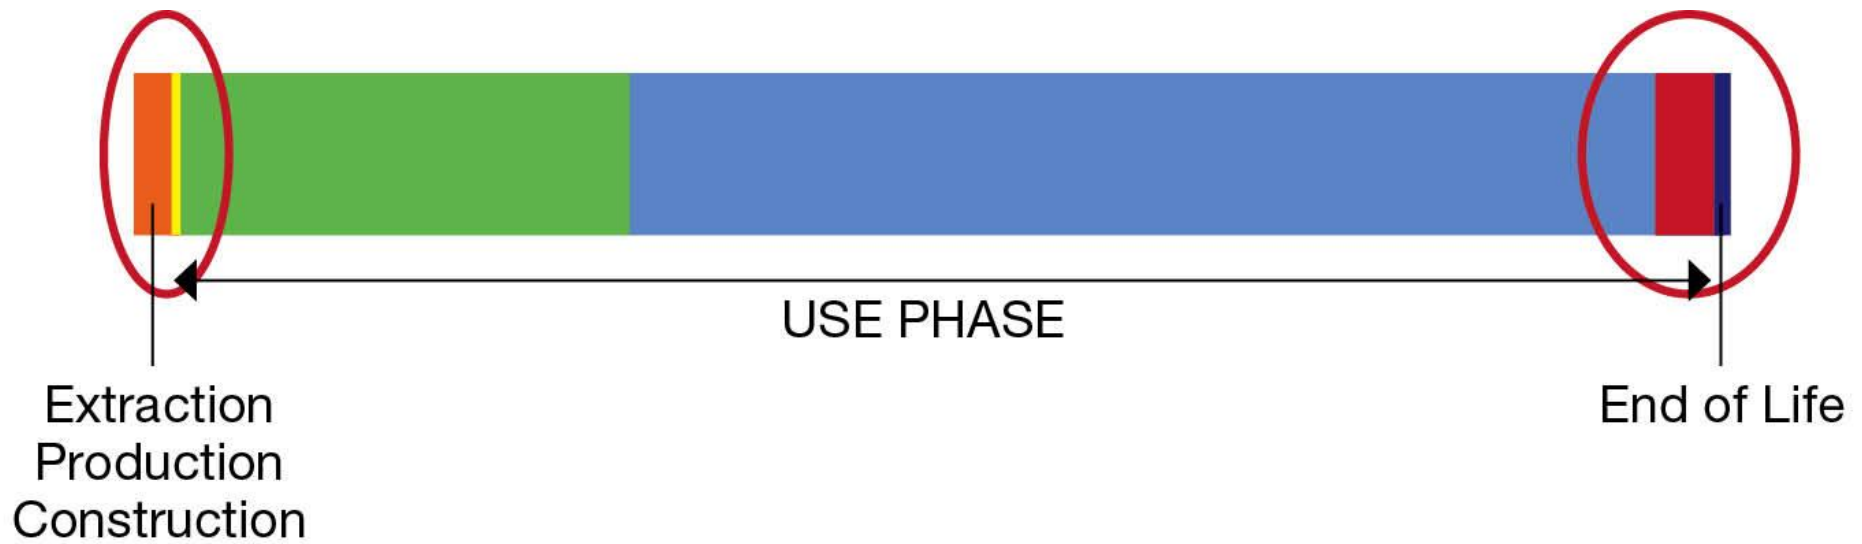 USE PHASE
Extraction
Production
Construction
End of Life